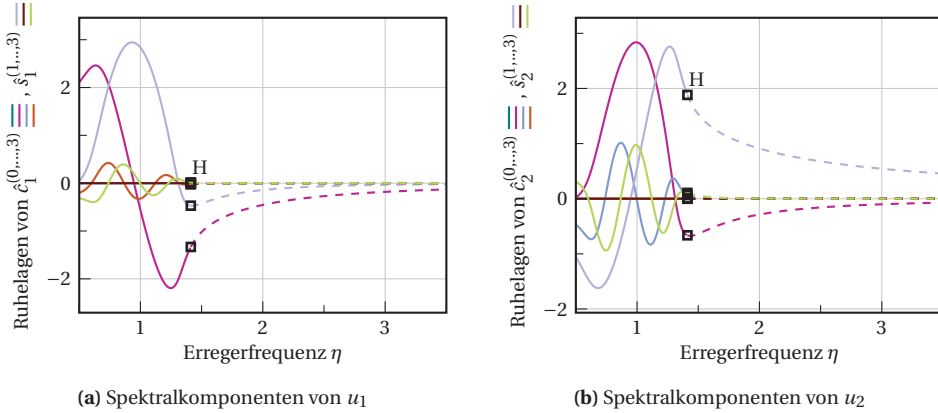 Ruhelagen von ĉ₁⁽⁰,...,³⁾, ŝ₁⁽¹,..,³⁾
2
0
−2
H
1
2
3
Erregerfrequenz η
(a) Spektralkomponenten von u₁
Ruhelagen von ĉ₂⁽⁰,...,³⁾, ŝ₂⁽¹,..,³⁾
2
0
−2
H
1
2
3
Erregerfrequenz η
(b) Spektralkomponenten von u₂